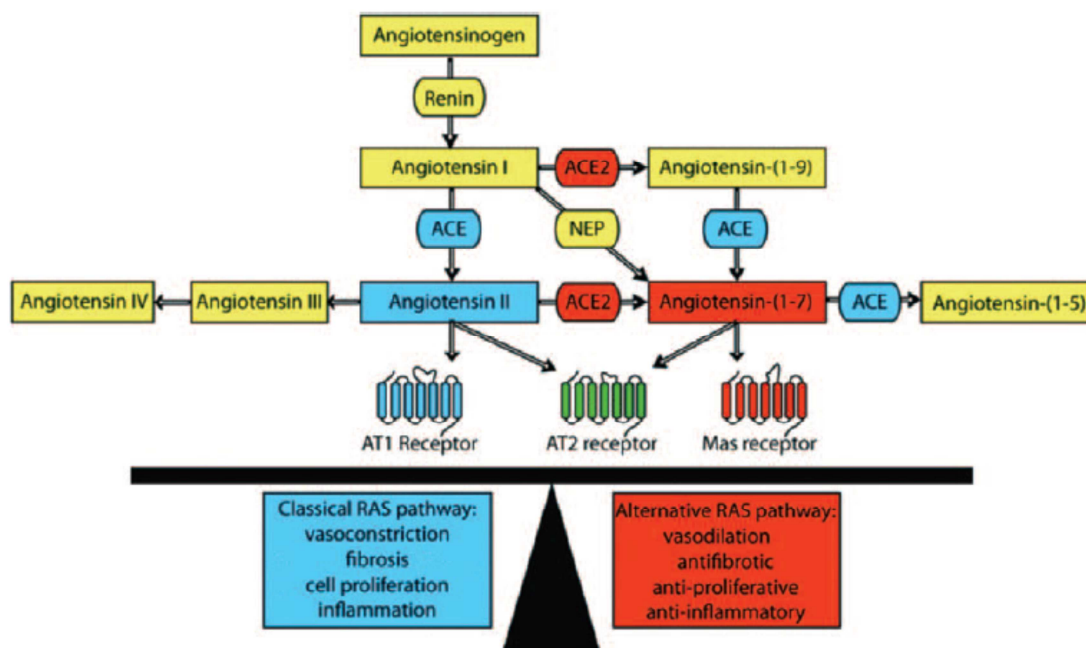 Angiotensinogen
Renin
Angiotensin I
ACE2
Angiotensin-(1-9)
ACE
NEP
ACE
Angiotensin IV
Angiotensin III
Angiotensin II
ACE2
Angiotensin-(1-7)
ACE
Angiotensin-(1-5)
AT1 Receptor
AT2 receptor
Mas receptor
Classical RAS pathway:
vasoconstriction
fibrosis
cell proliferation
inflammation
Alternative RAS pathway:
vasodilation
antifibrotic
anti-proliferative
anti-inflammatory